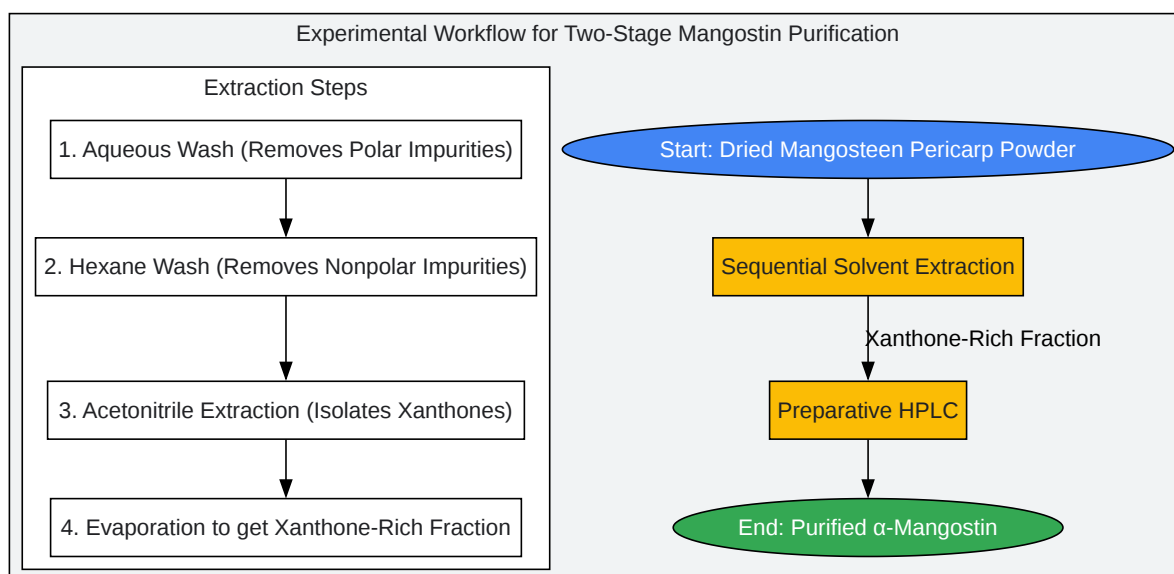 Experimental Workflow for Two-Stage Mangostin Purification
Extraction Steps
1. Aqueous Wash (Removes Polar Impurities)
2. Hexane Wash (Removes Nonpolar Impurities)
3. Acetonitrile Extraction (Isolates Xanthones)
4. Evaporation to get Xanthone-Rich Fraction
Start: Dried Mangosteen Pericarp Powder
Sequential Solvent Extraction
Xanthone-Rich Fraction
Preparative HPLC
End: Purified α-Mangostin